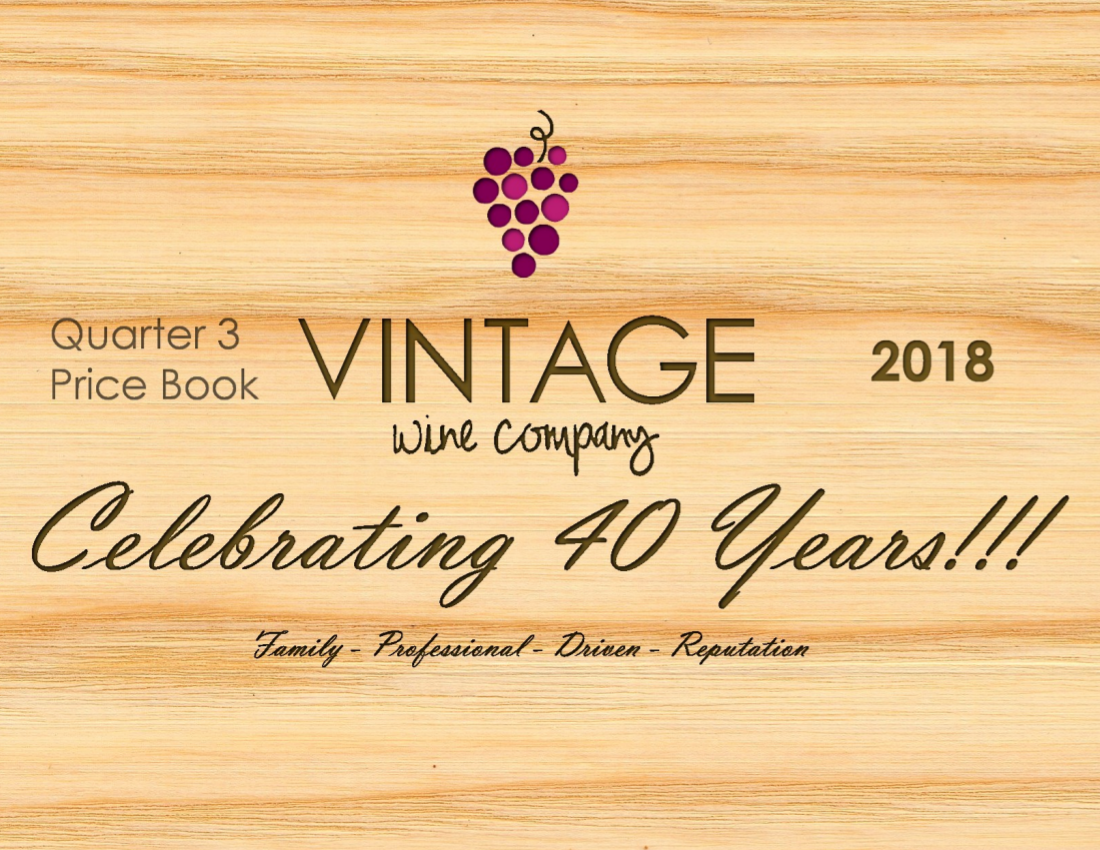 Quarter 3
Price Book
VINTAGE
wine company
2018
Celebrating 40 Years!!!
Family - Professional - Driven - Reputation